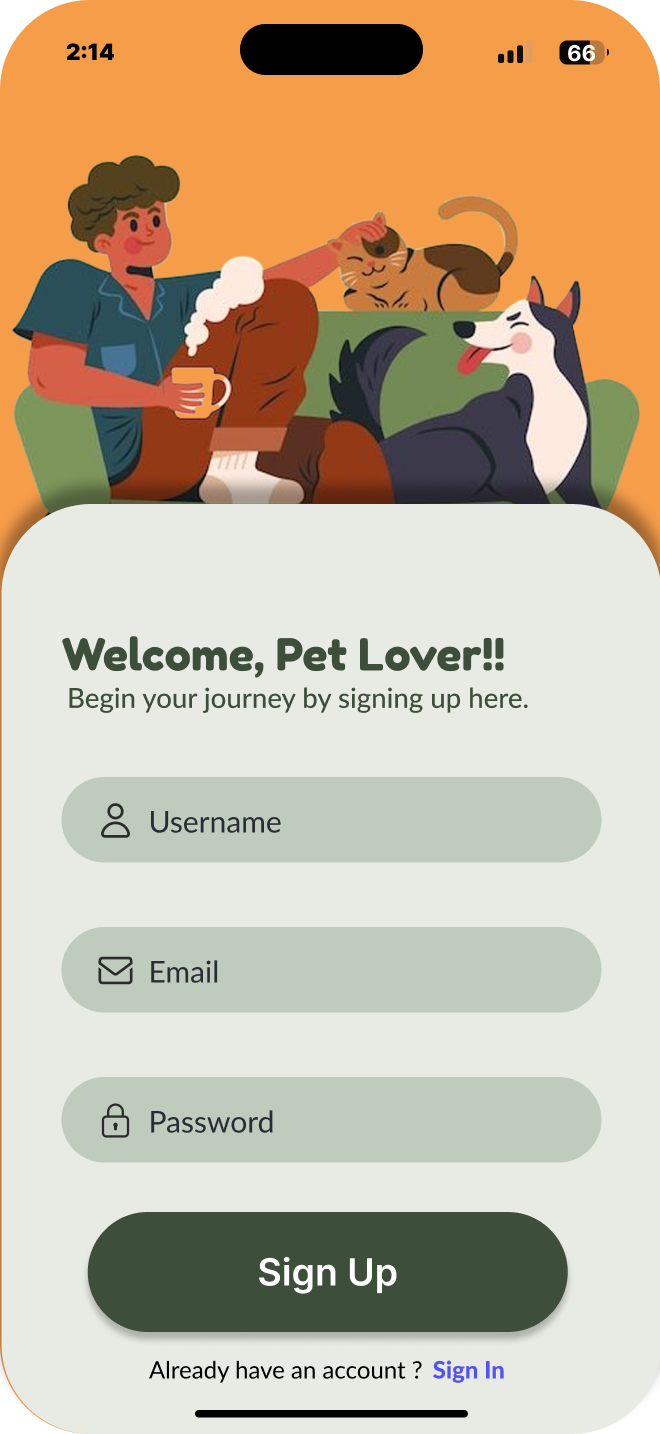 2:14
66
Welcome, Pet Lover!!
Begin your journey by signing up here.
Username
Email
Password
Sign Up
Already have an account ? Sign In